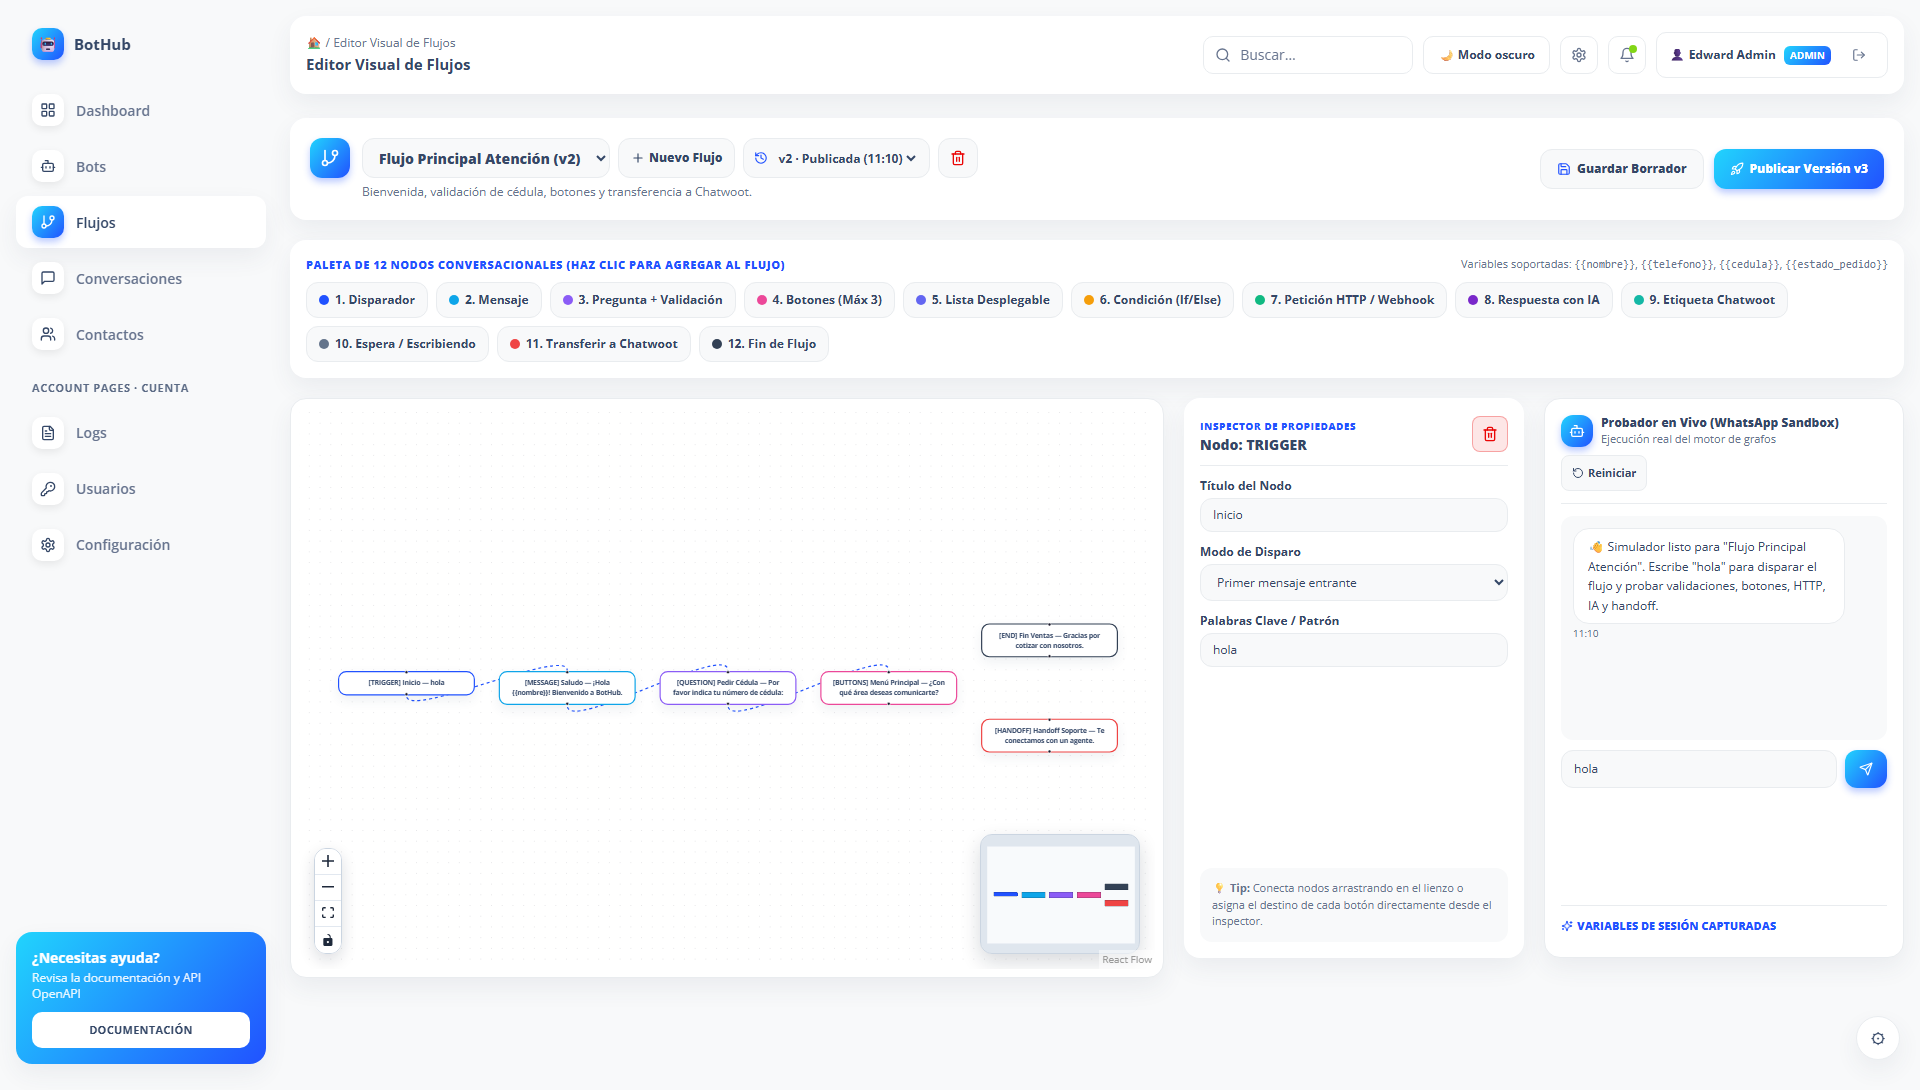 BotHub
Dashboard
Bots
Flujos
Conversaciones
Contactos
ACCOUNT PAGES · CUENTA
Logs
Usuarios
Configuración
¿Necesitas ayuda?
Revisa la documentación y API
OpenAPI
DOCUMENTACIÓN
/ Editor Visual de Flujos
Editor Visual de Flujos
Buscar...
Modo oscuro
Edward Admin
ADMIN
Flujo Principal Atención (v2)
+ Nuevo Flujo
v2 · Publicada (11:10)
Bienvenida, validación de cédula, botones y transferencia a Chatwoot.
Guardar Borrador
Publicar Versión v3
PALETA DE 12 NODOS CONVERSACIONALES (HAZ CLIC PARA AGREGAR AL FLUJO)
Variables soportadas: {{nombre}}, {{telefono}}, {{cedula}}, {{estado_pedido}}
1. Disparador
2. Mensaje
3. Pregunta + Validación
4. Botones (Máx 3)
5. Lista Desplegable
6. Condición (If/Else)
7. Petición HTTP / Webhook
8. Respuesta con IA
9. Etiqueta Chatwoot
10. Espera / Escribiendo
11. Transferir a Chatwoot
12. Fin de Flujo
[TRIGGER] Inicio — hola
[MESSAGE] Saludo — ¡Hola
{{nombre}}! Bienvenido a BotHub.
[QUESTION] Pedir Cédula — Por
favor indica tu número de cédula:
[BUTTONS] Menú Principal — ¿Con
qué área deseas comunicarte?
[END] Fin Ventas — Gracias por
cotizar con nosotros.
[HANDOFF] Handoff Soporte — Te
conectamos con un agente.
React Flow
INSPECTOR DE PROPIEDADES
Nodo: TRIGGER
Título del Nodo
Inicio
Modo de Disparo
Primer mensaje entrante
Palabras Clave / Patrón
hola
Tip: Conecta nodos arrastrando en el lienzo o
asigna el destino de cada botón directamente desde el
inspector.
Probador en Vivo (WhatsApp Sandbox)
Ejecución real del motor de grafos
Reiniciar
Simulador listo para "Flujo Principal
Atención". Escribe "hola" para disparar el
flujo y probar validaciones, botones, HTTP,
IA y handoff.
11:10
hola
VARIABLES DE SESIÓN CAPTURADAS